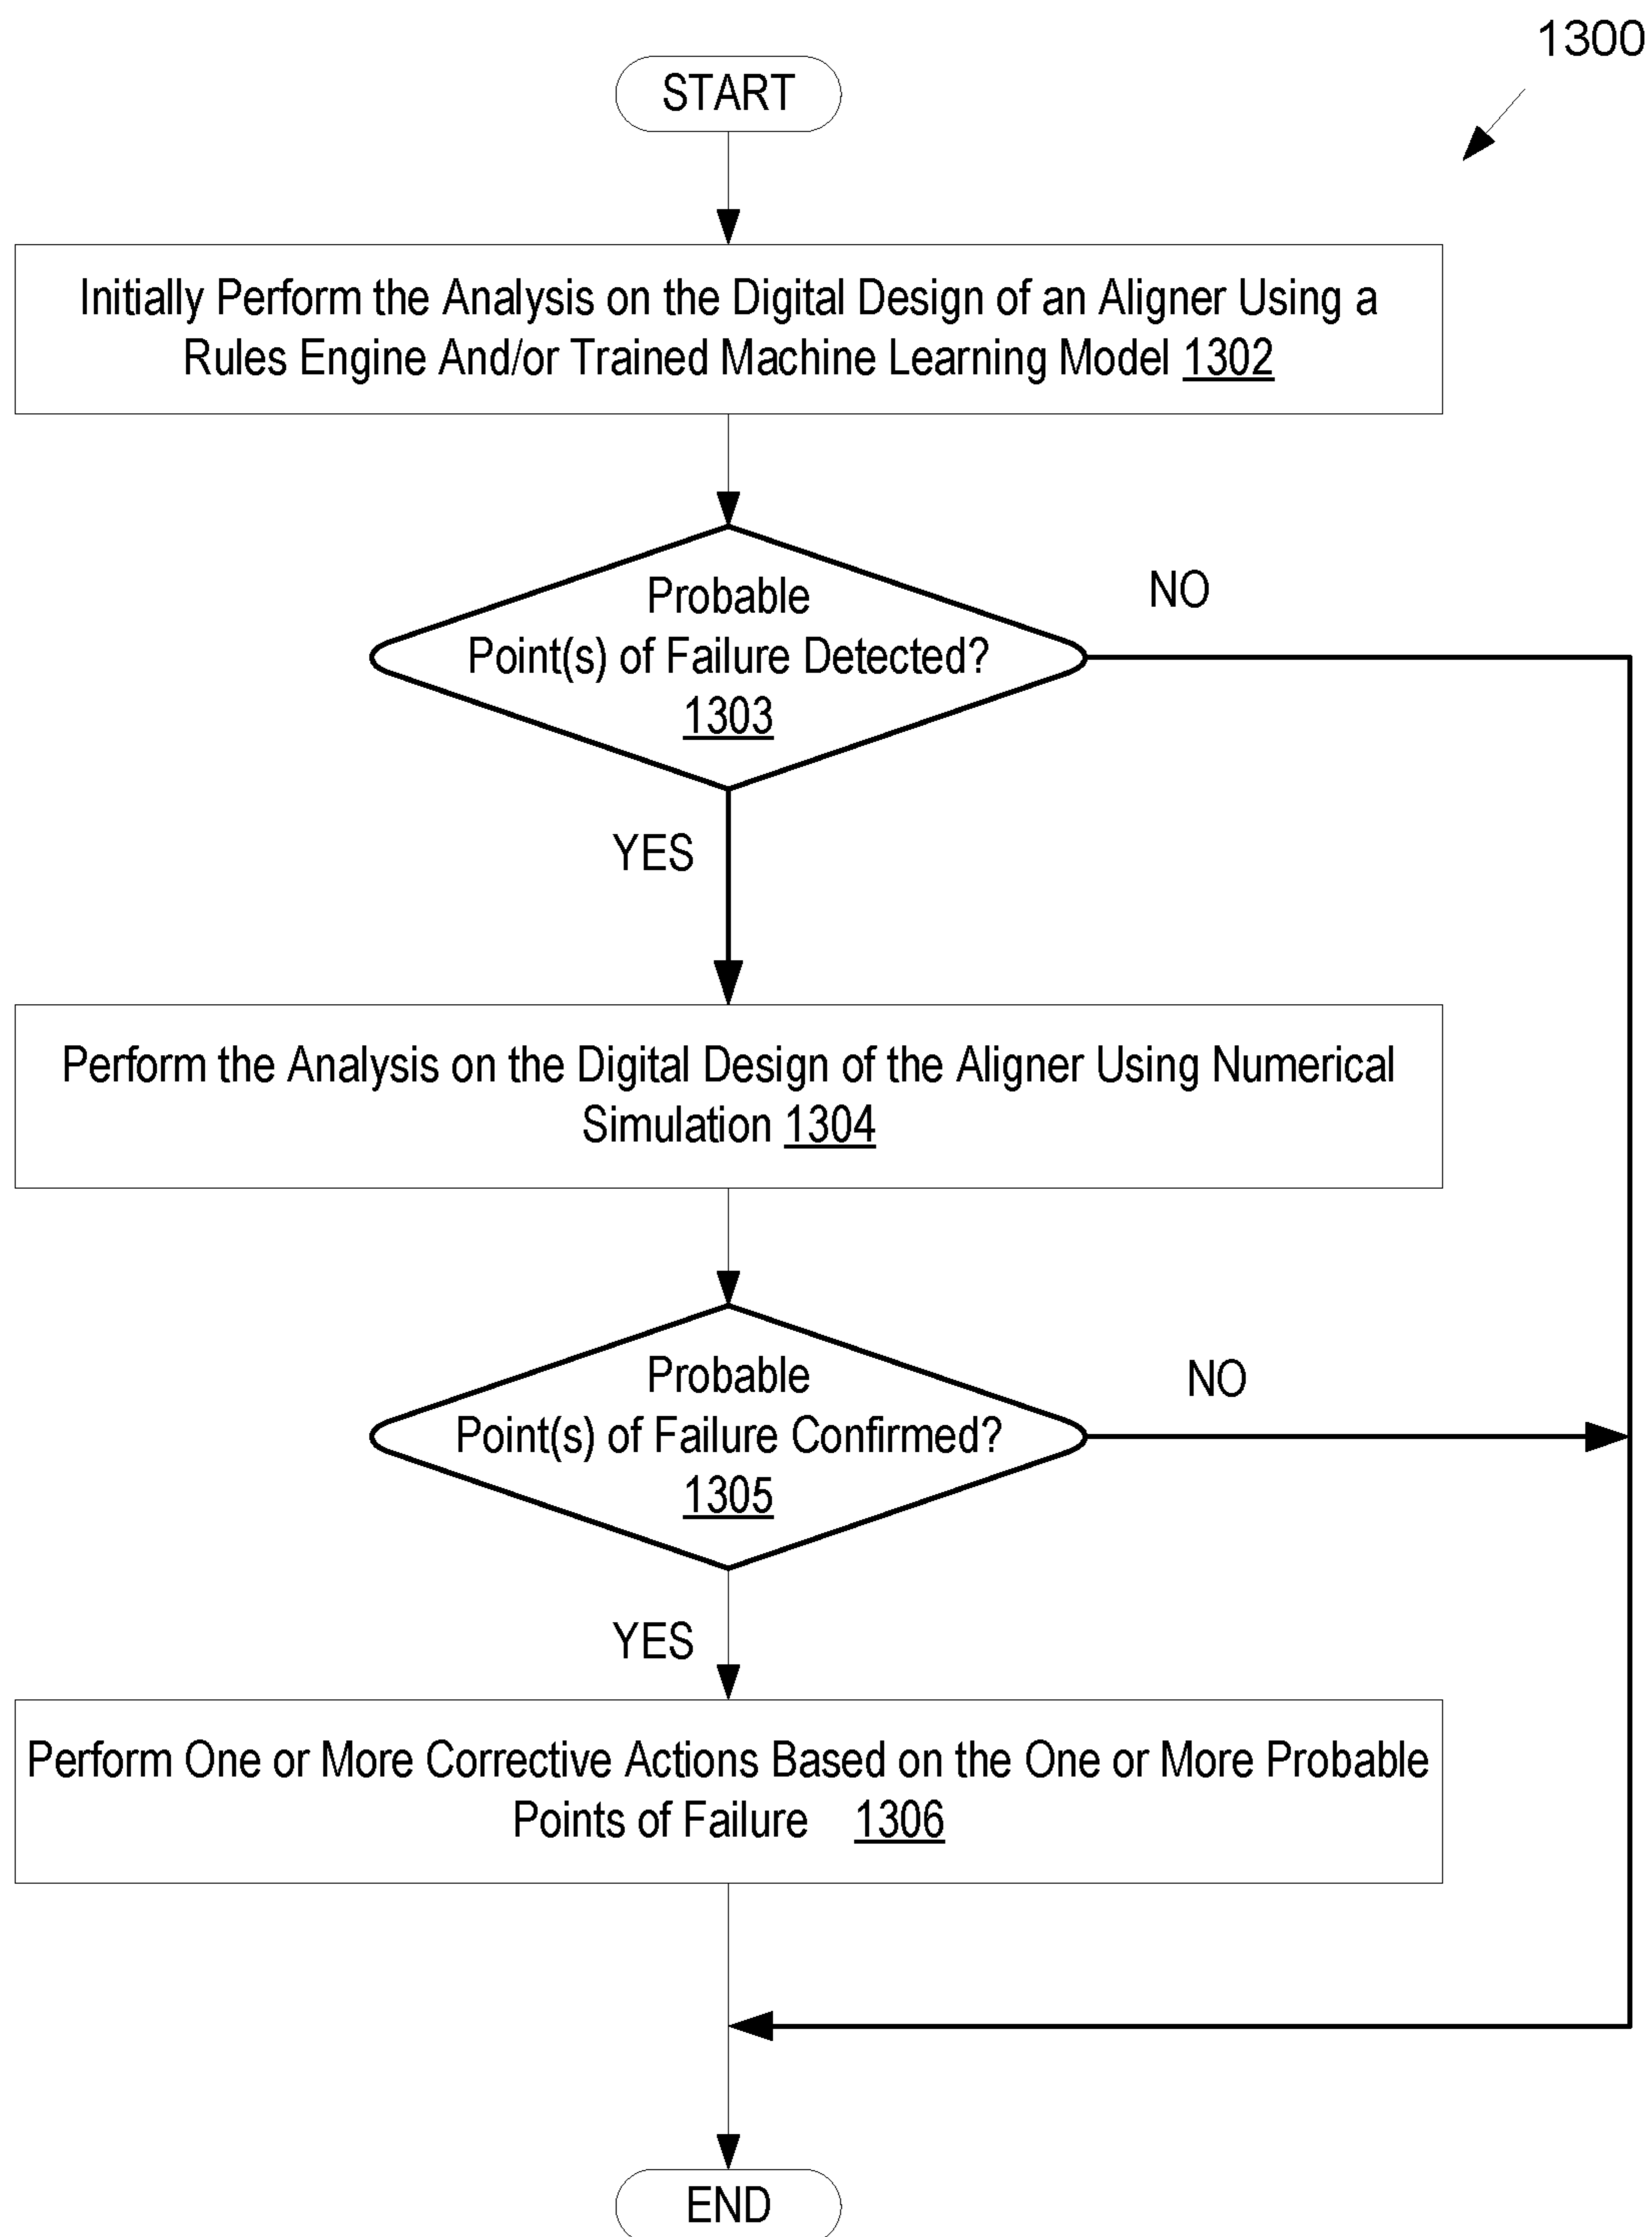 1300
START
Initially Perform the Analysis on the Digital Design of an Aligner Using a
Rules Engine And/or Trained Machine Learning Model 1302
Probable
Point(s) of Failure Detected?
1303
NO
YES
Perform the Analysis on the Digital Design of the Aligner Using Numerical
Simulation 1304
Probable
Point(s) of Failure Confirmed?
1305
NO
YES
Perform One or More Corrective Actions Based on the One or More Probable
Points of Failure 1306
END